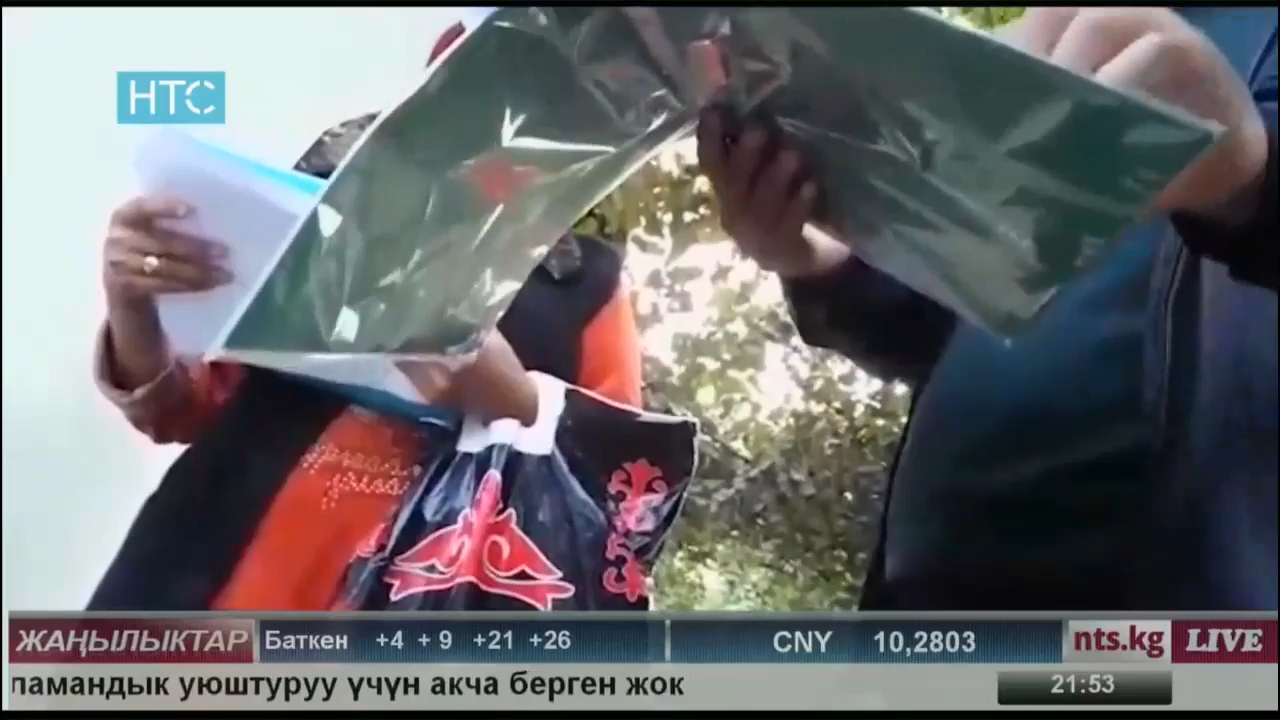 НТС
ЖАҢЫЛЫКТАР
Баткен +4 +9 +21 +26
CNY 10,2803
nts.kg
LIVE
уюштуруу үчүн акча берген жок
21:53